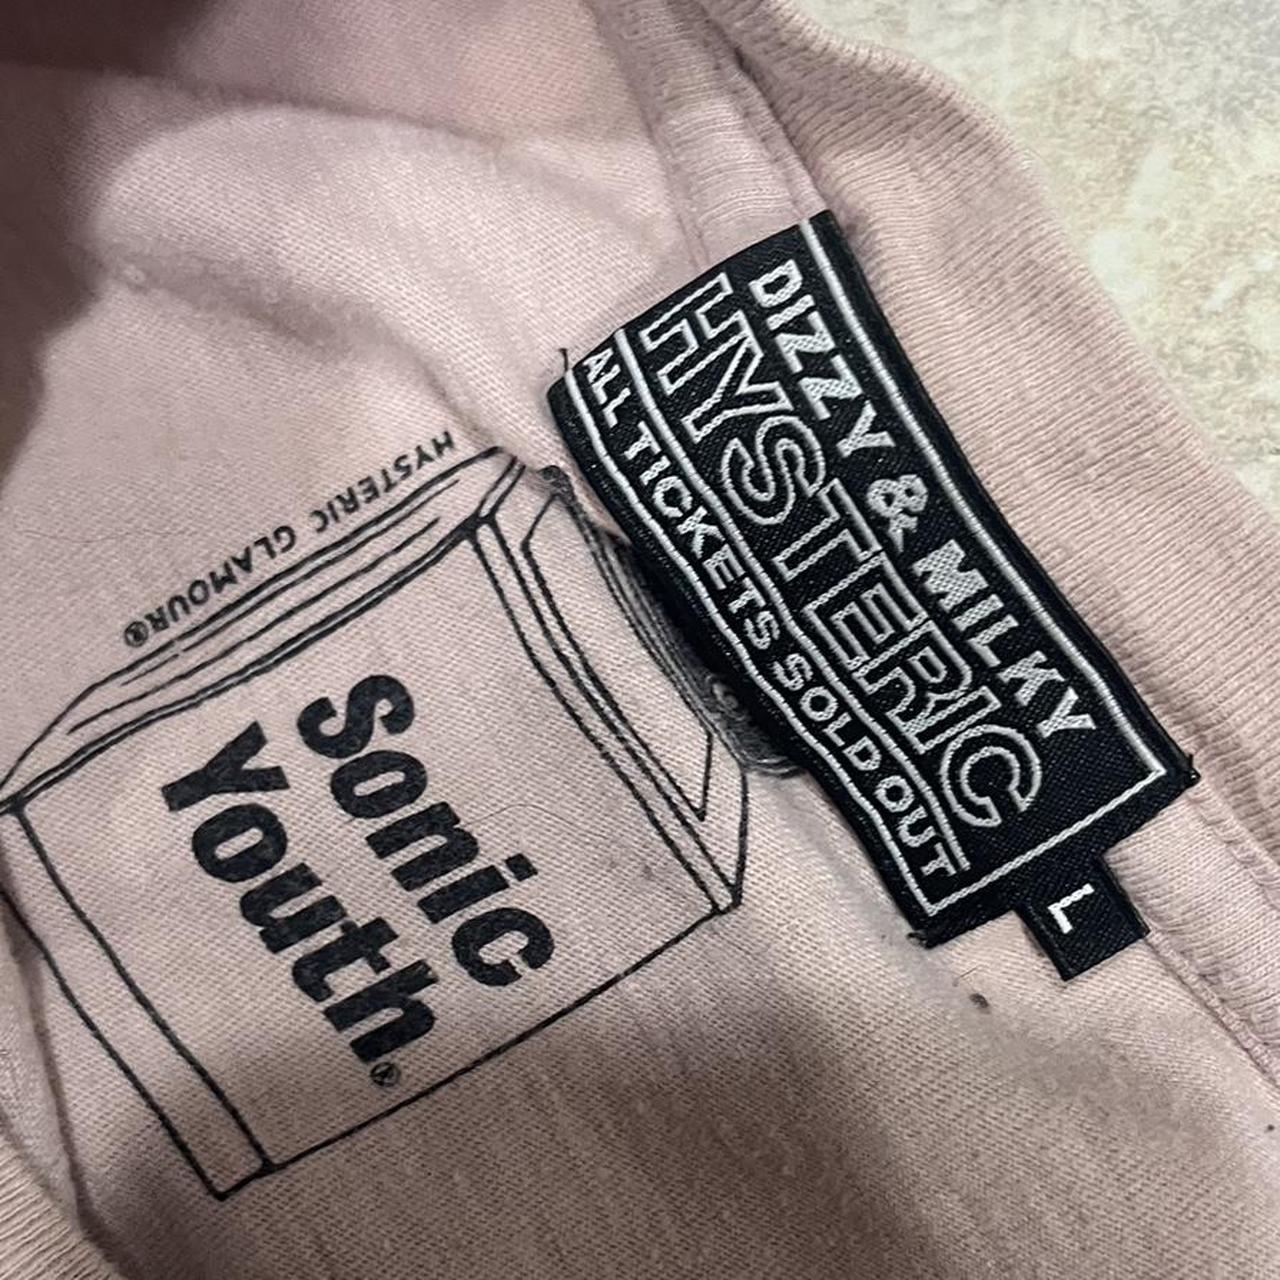 DIZZY & MILKY
HYSTERIC
ALL TICKETS SOLD OUT
L
HYSTERIC GLAMOUR®
Sonic
Youth®